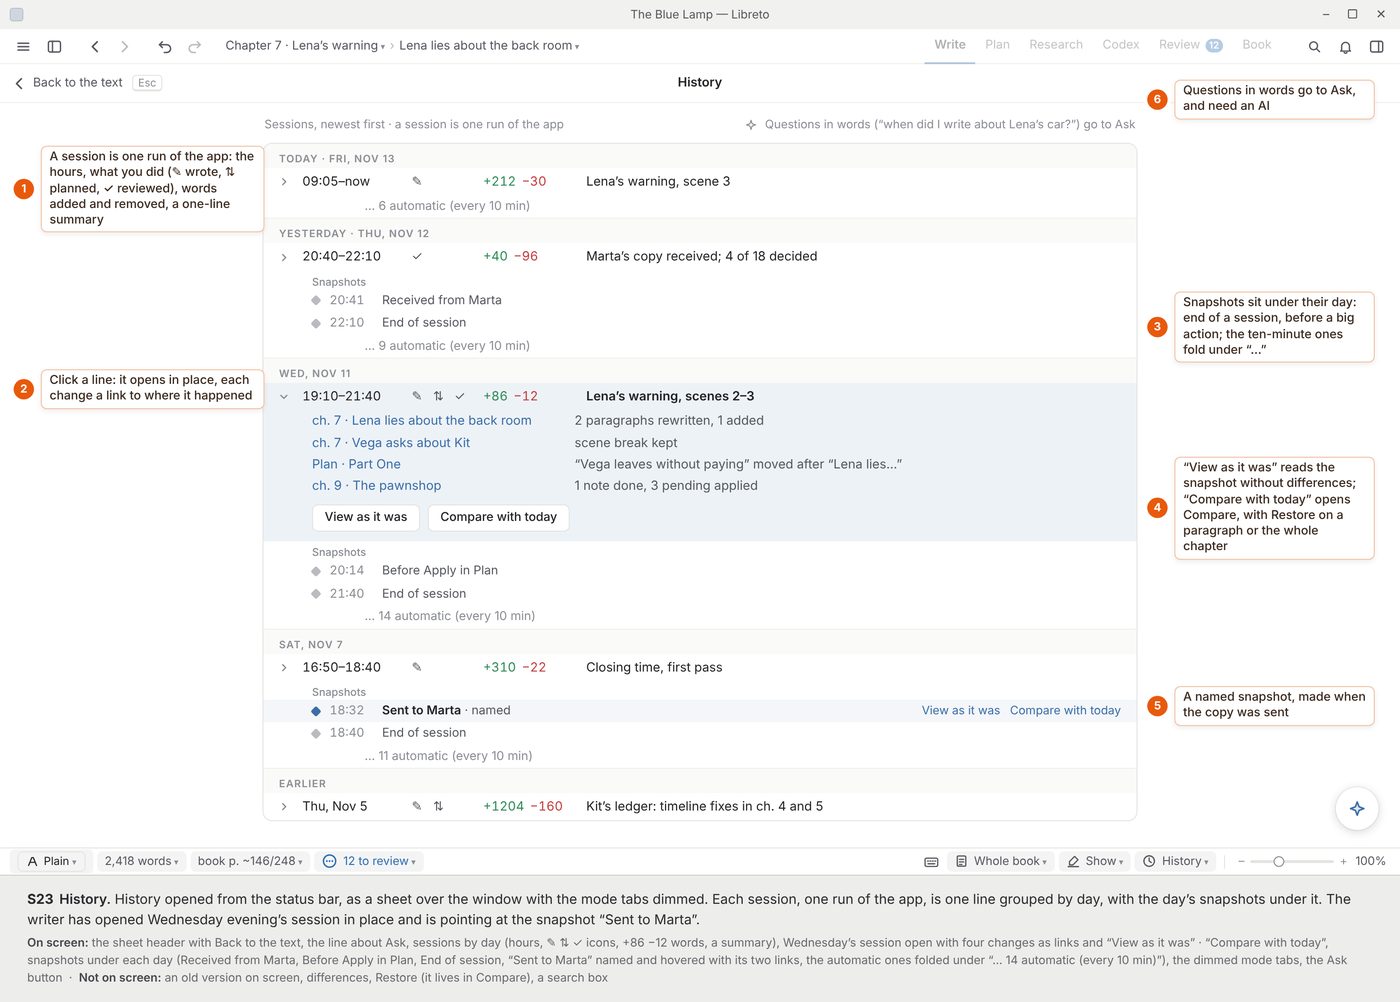 The Blue Lamp — Libreto
Chapter 7 · Lena’s warning ▾ › Lena lies about the back room ▾
Write Plan Research Codex Review 12 Book
Back to the text Esc
History
Sessions, newest first · a session is one run of the app
Questions in words (“when did I write about Lena’s car?”) go to Ask
6
Questions in words go to Ask,
and need an AI
1
A session is one run of the app: the
hours, what you did (✎ wrote, ⇅
planned, ✓ reviewed), words
added and removed, a one-line
summary
TODAY · FRI, NOV 13
09:05–now ✎ +212 −30 Lena’s warning, scene 3
… 6 automatic (every 10 min)
YESTERDAY · THU, NOV 12
20:40–22:10 ✓ +40 −96 Marta’s copy received; 4 of 18 decided
Snapshots
20:41 Received from Marta
22:10 End of session
… 9 automatic (every 10 min)
3
Snapshots sit under their day:
end of a session, before a big
action; the ten-minute ones
fold under “…”
2
Click a line: it opens in place, each
change a link to where it happened
WED, NOV 11
19:10–21:40 ✎ ⇅ ✓ +86 −12 Lena’s warning, scenes 2–3
ch. 7 · Lena lies about the back room 2 paragraphs rewritten, 1 added
ch. 7 · Vega asks about Kit scene break kept
Plan · Part One “Vega leaves without paying” moved after “Lena lies…”
ch. 9 · The pawnshop 1 note done, 3 pending applied
View as it was Compare with today
4
“View as it was” reads the
snapshot without differences;
“Compare with today” opens
Compare, with Restore on a
paragraph or the whole
chapter
Snapshots
20:14 Before Apply in Plan
21:40 End of session
… 14 automatic (every 10 min)
SAT, NOV 7
16:50–18:40 ✎ +310 −22 Closing time, first pass
Snapshots
18:32 Sent to Marta · named View as it was Compare with today
18:40 End of session
… 11 automatic (every 10 min)
5
A named snapshot, made when
the copy was sent
EARLIER
Thu, Nov 5 ✎ ⇅ +1204 −160 Kit’s ledger: timeline fixes in ch. 4 and 5
A Plain ▾ 2,418 words ▾ book p. ~146/248 ▾ 12 to review ▾ Whole book ▾ Show ▾ History ▾ − + 100%
S23 History. History opened from the status bar, as a sheet over the window with the mode tabs dimmed. Each session, one run of the app, is one line grouped by day, with the day’s snapshots under it. The
writer has opened Wednesday evening’s session in place and is pointing at the snapshot “Sent to Marta”.
On screen: the sheet header with Back to the text, the line about Ask, sessions by day (hours, ✎ ⇅ ✓ icons, +86 −12 words, a summary), Wednesday’s session open with four changes as links and “View as it was” · “Compare with today”,
snapshots under each day (Received from Marta, Before Apply in Plan, End of session, “Sent to Marta” named and hovered with its two links, the automatic ones folded under “… 14 automatic (every 10 min)”), the dimmed mode tabs, the Ask
button · Not on screen: an old version on screen, differences, Restore (it lives in Compare), a search box